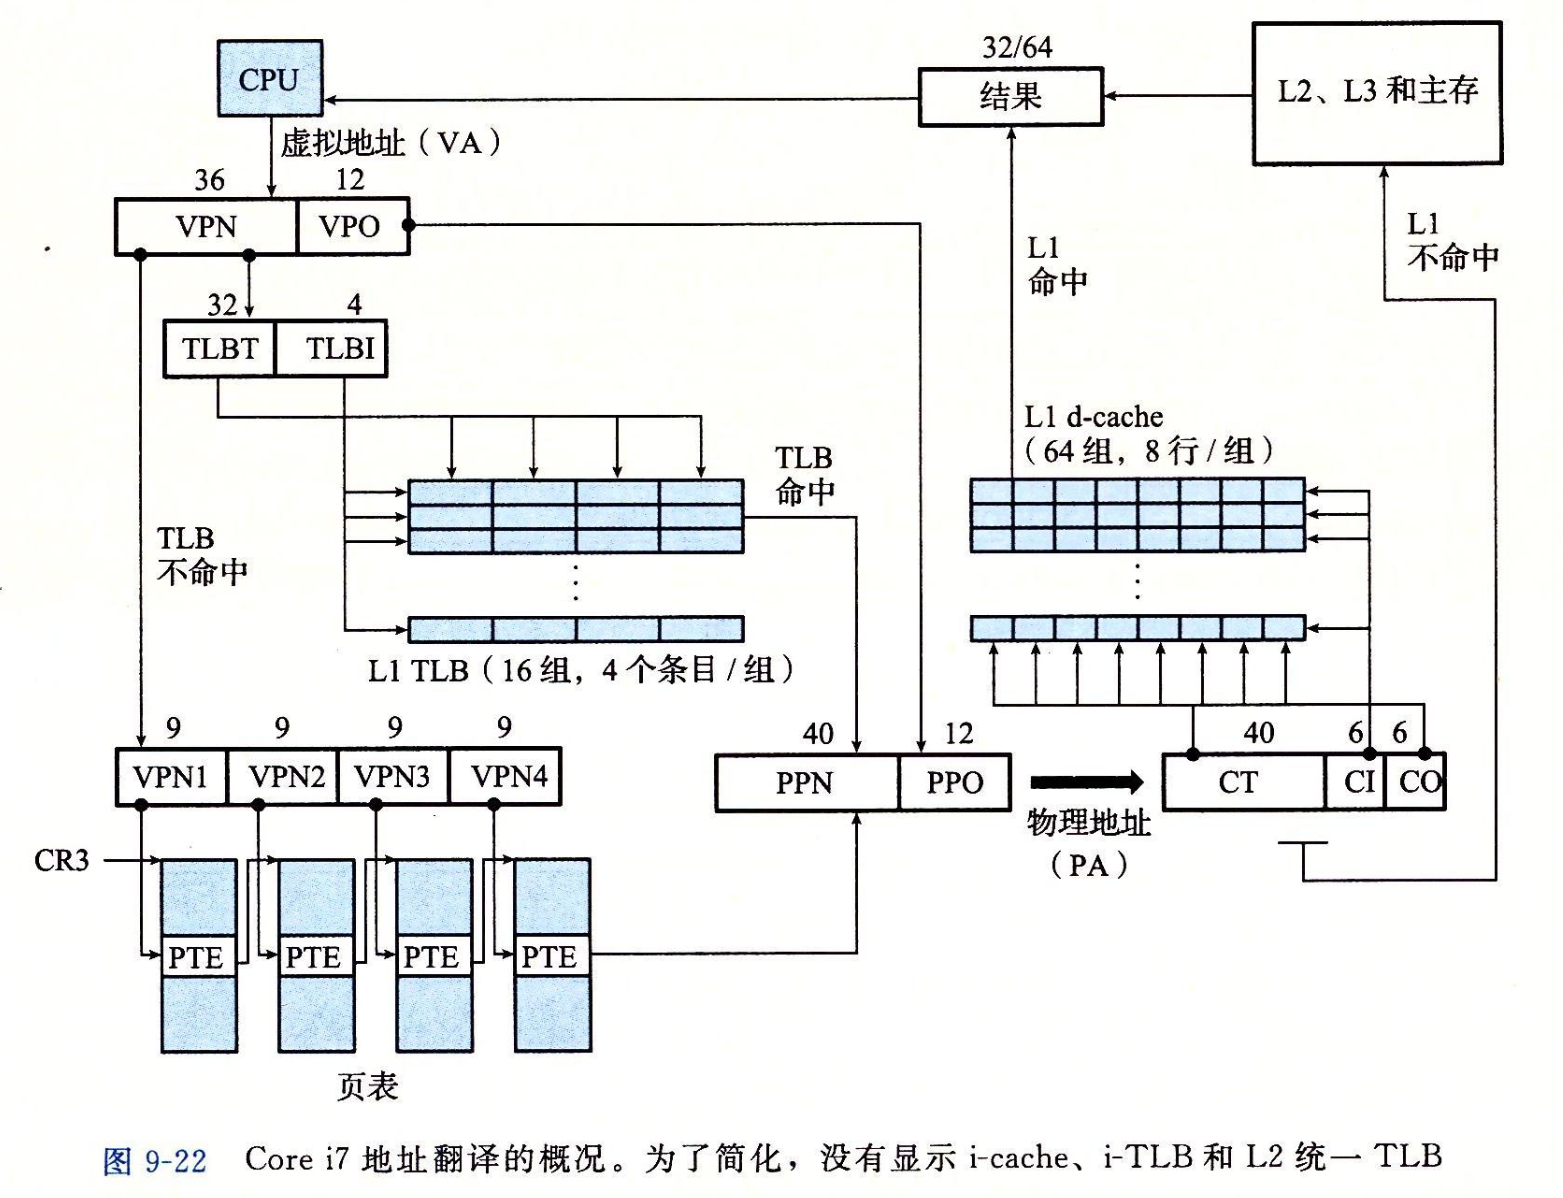 32/64
CPU
结果
L2、L3 和主存
虚拟地址（VA）
36
12
VPN
VPO
L1
命中
L1
不命中
32
4
TLBT
TLBI
L1 d-cache
（64 组，8 行/组）
TLB
命中
TLB
不命中
L1 TLB（16 组，4 个条目/组）
9
9
9
9
40
12
40
6
6
VPN1
VPN2
VPN3
VPN4
PPN
PPO
CT
CI
CO
物理地址
（PA）
CR3
PTE
PTE
PTE
PTE
页表
图 9-22 Core i7 地址翻译的概况。为了简化，没有显示 i-cache、i-TLB 和 L2 统一 TLB